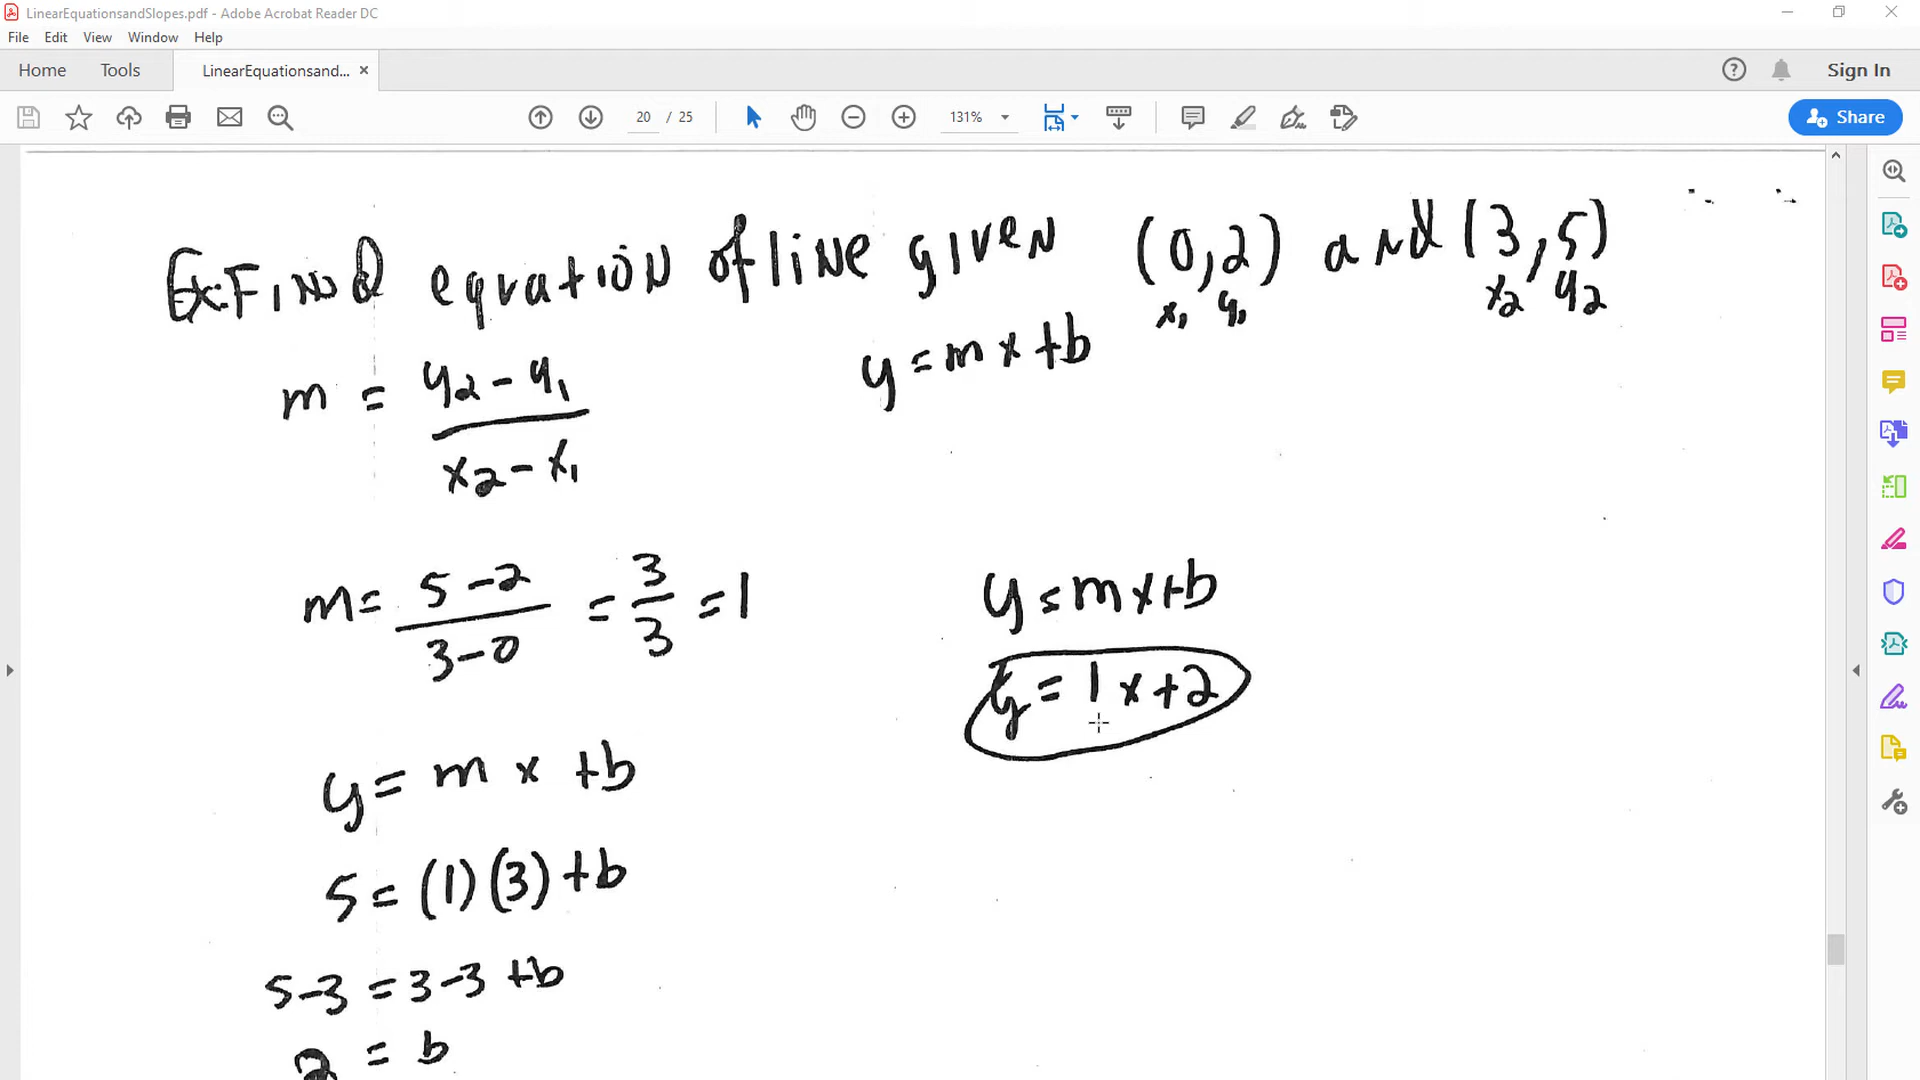 LinearEquationsandSlopes.pdf - Adobe Acrobat Reader DC
File Edit View Window Help
Home Tools LinearEquationsand... × Sign In
20 / 25 131% Share
Ex: Find equation of line given (0,2) and (3,5)
x₁ y₁ x₂ y₂
y = mx + b
m = y₂ - y₁ / x₂ - x₁
m = 5 - 2 / 3 - 0 = 3 / 3 = 1
y = mx + b
y = 1x + 2
y = m x + b
5 = (1)(3) + b
5 - 3 = 3 - 3 + b
2 = b